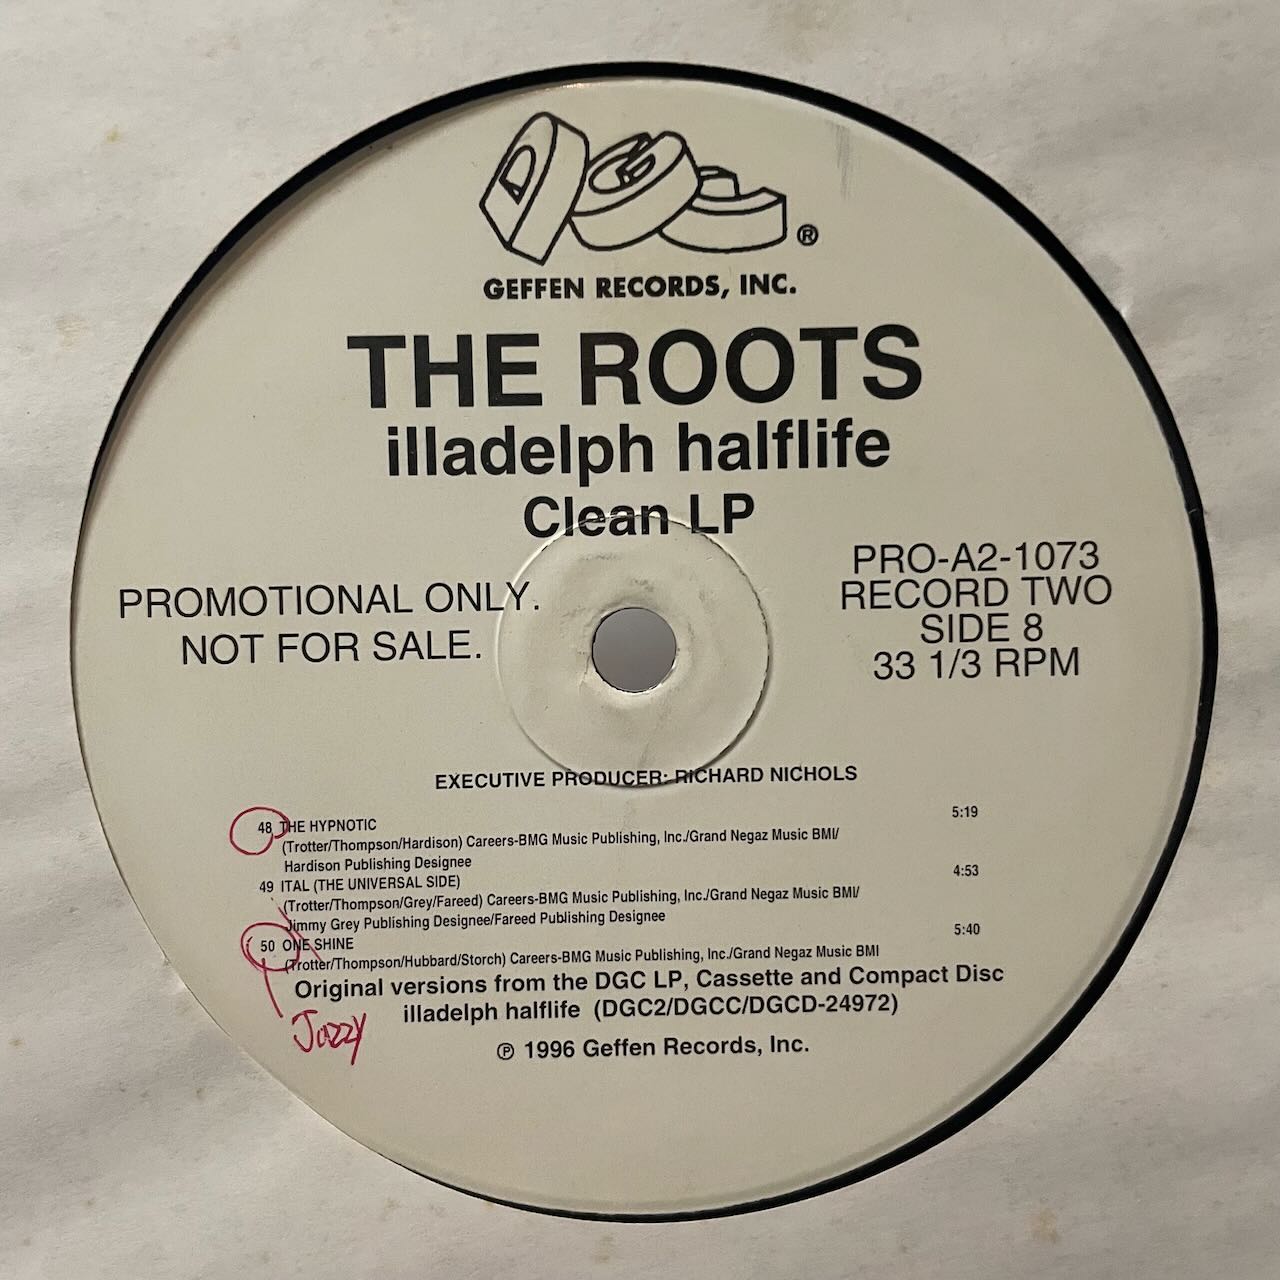 DGC ®
GEFFEN RECORDS, INC.
THE ROOTS
illadelph halflife
Clean LP
PROMOTIONAL ONLY.
NOT FOR SALE.
PRO-A2-1073
RECORD TWO
SIDE 8
33 1/3 RPM
EXECUTIVE PRODUCER: RICHARD NICHOLS
48 THE HYPNOTIC 5:19
(Trotter/Thompson/Hardison) Careers-BMG Music Publishing, Inc./Grand Negaz Music BMI/
Hardison Publishing Designee
49 ITAL (THE UNIVERSAL SIDE) 4:53
(Trotter/Thompson/Grey/Fareed) Careers-BMG Music Publishing, Inc./Grand Negaz Music BMI/
Jimmy Grey Publishing Designee/Fareed Publishing Designee
50 ONE SHINE 5:40
(Trotter/Thompson/Hubbard/Storch) Careers-BMG Music Publishing, Inc./Grand Negaz Music BMI
Original versions from the DGC LP, Cassette and Compact Disc
illadelph halflife (DGC2/DGCC/DGCD-24972)
Jazzy
℗ 1996 Geffen Records, Inc.